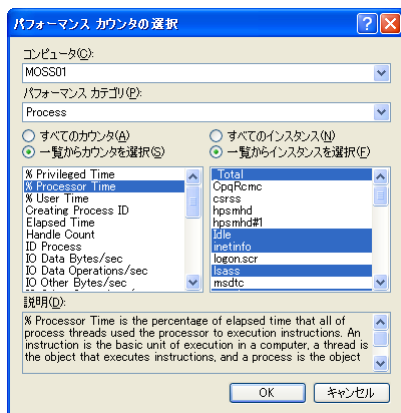 パフォーマンス カウンタの選択
コンピュータ(C):
MOSS01
パフォーマンス カテゴリ(P):
Process
すべてのカウンタ(A)
すべてのインスタンス(N)
一覧からカウンタを選択(S)
一覧からインスタンスを選択(F)
% Privileged Time
% Processor Time
% User Time
Creating Process ID
Elapsed Time
Handle Count
ID Process
IO Data Bytes/sec
IO Data Operations/sec
IO Other Bytes/sec
_Total
CpqRcmc
csrss
hpsmhd
hpsmhd#1
Idle
inetinfo
logon.scr
lsass
msdtc
説明(D):
% Processor Time is the percentage of elapsed time that all of
process threads used the processor to execution instructions. An
instruction is the basic unit of execution in a computer, a thread is
the object that executes instructions, and a process is the object
OK
キャンセル